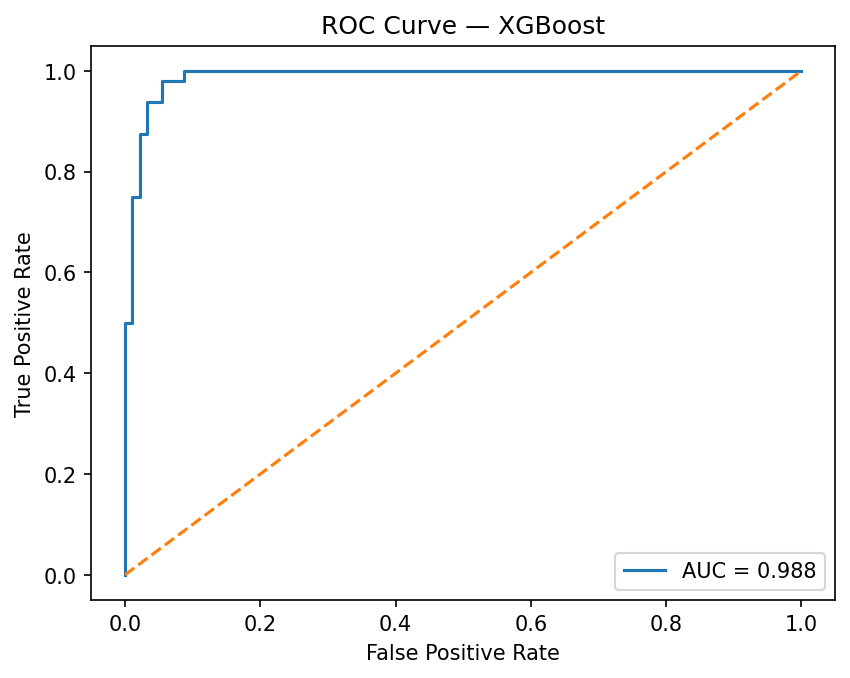 ROC Curve — XGBoost
True Positive Rate
1.0
0.8
0.6
0.4
0.2
0.0
AUC = 0.988
0.0 0.2 0.4 0.6 0.8 1.0
False Positive Rate